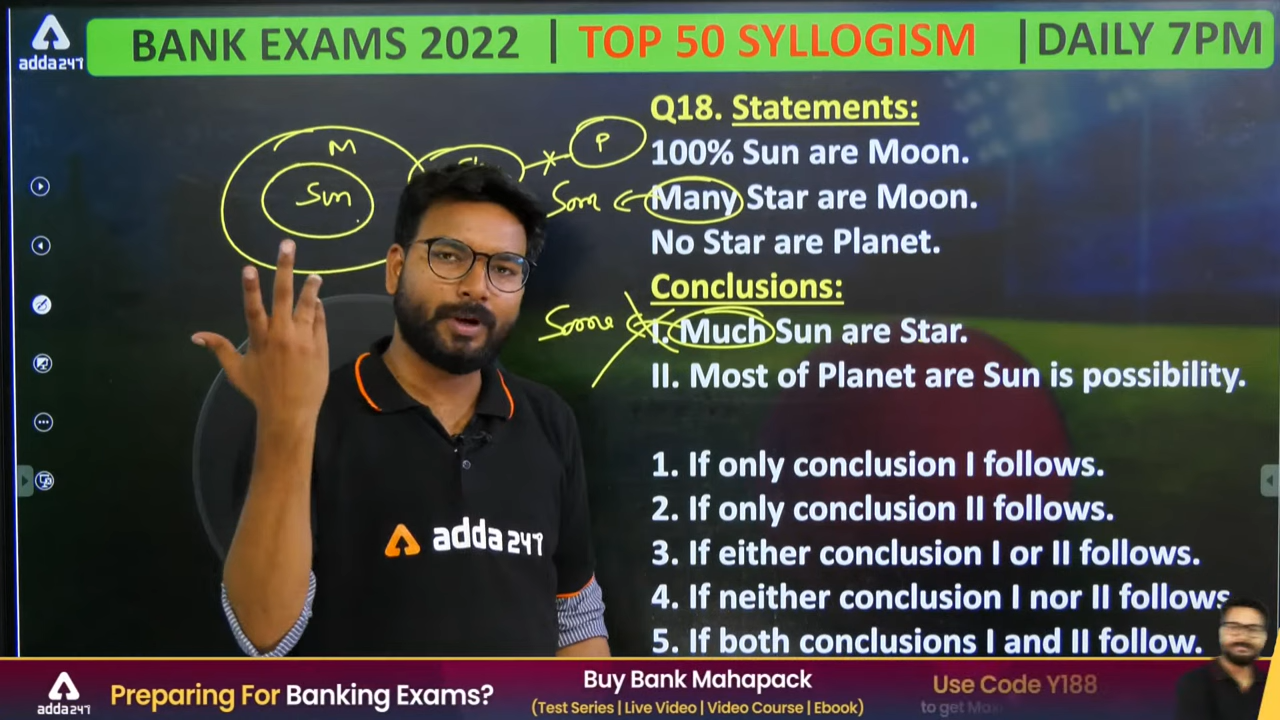 BANK EXAMS 2022 | TOP 50 SYLLOGISM | DAILY 7PM
adda247
Q18. Statements:
100% Sun are Moon.
Many Star are Moon.
No Star are Planet.
Conclusions:
I. Much Sun are Star.
II. Most of Planet are Sun is possibility.
1. If only conclusion I follows.
2. If only conclusion II follows.
3. If either conclusion I or II follows.
4. If neither conclusion I nor II follows
5. If both conclusions I and II follow.
M
Sun
P
Som
Some
adda247
adda247
Preparing For Banking Exams?
Buy Bank Mahapack
(Test Series | Live Video | Video Course | Ebook)
Use Code Y188
to get